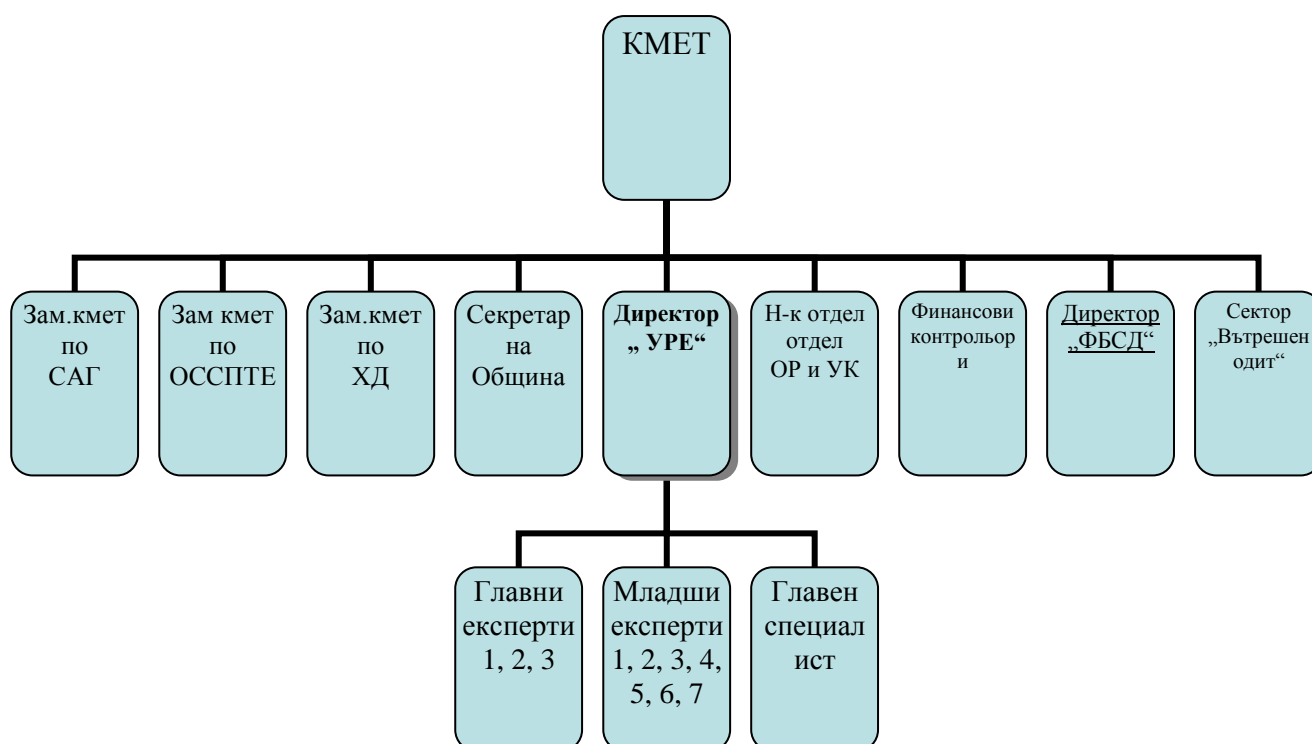 КМЕТ
Зам.кмет
по
САГ
Зам кмет
по
ОССПТЕ
Зам.кмет
по
ХД
Секретар
на
Община
Директор
„ УРЕ“
Н-к отдел
отдел
ОР и УК
Финансови
контрольор
и
Директор
„ФБСД“
Сектор
„Вътрешен
одит“
Главни
експерти
1, 2, 3
Младши
експерти
1, 2, 3, 4,
5, 6, 7
Главен
специал
ист